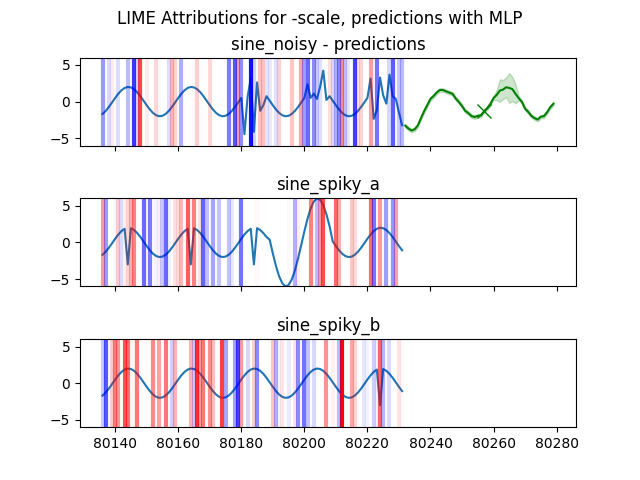 LIME Attributions for -scale, predictions with MLP
sine_noisy - predictions
5
0
−5
sine_spiky_a
5
0
−5
sine_spiky_b
5
0
−5
80140 80160 80180 80200 80220 80240 80260 80280